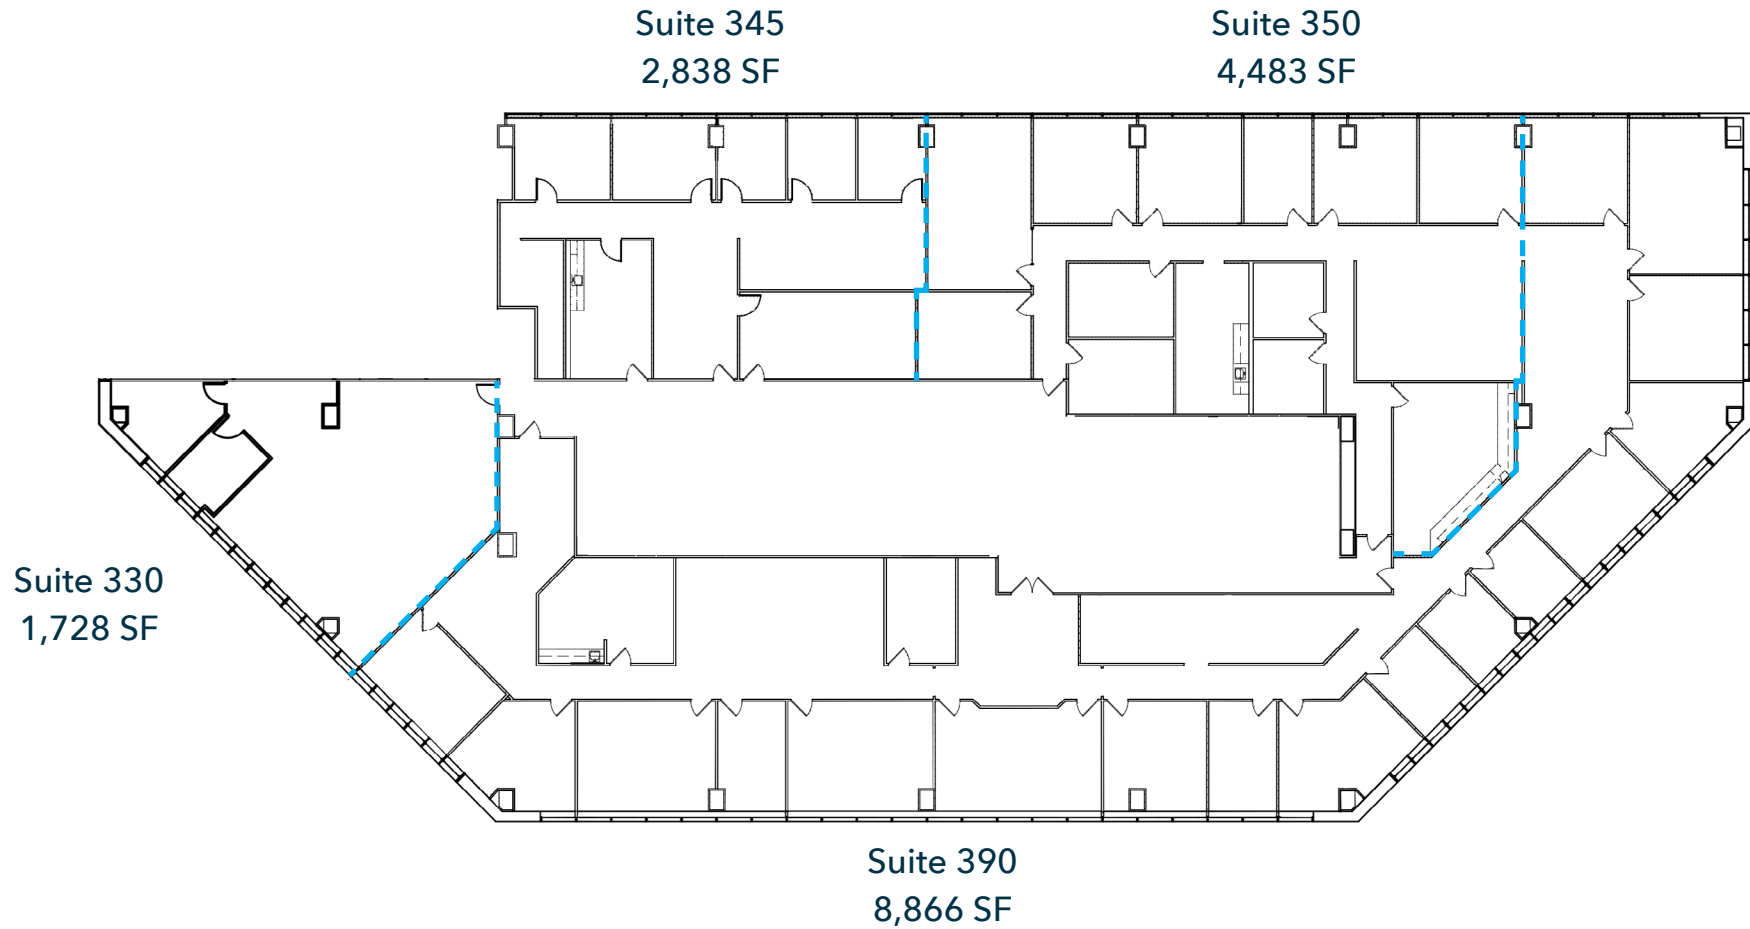 Suite 345
2,838 SF
Suite 350
4,483 SF
Suite 330
1,728 SF
Suite 390
8,866 SF